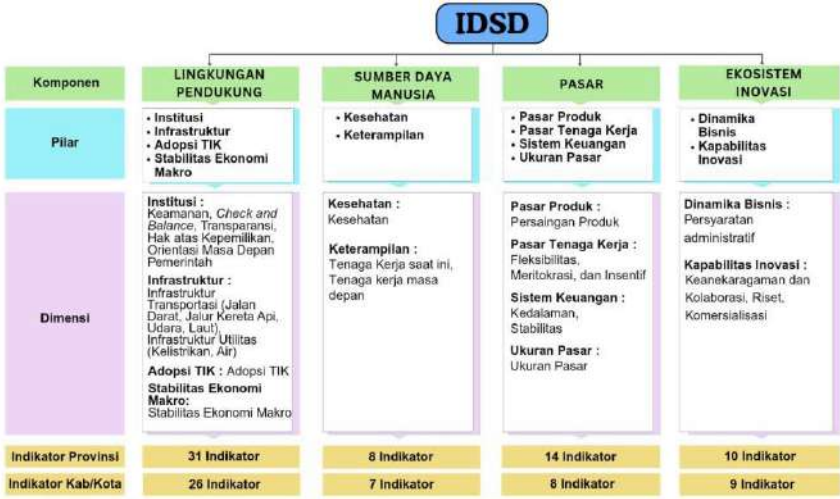 IDSD
Komponen
LINGKUNGAN
PENDUKUNG
SUMBER DAYA
MANUSIA
PASAR
EKOSISTEM
INOVASI
Pilar
• Institusi
• Infrastruktur
• Adopsi TIK
• Stabilitas Ekonomi
Makro
• Kesehatan
• Keterampilan
• Pasar Produk
• Pasar Tenaga Kerja
• Sistem Keuangan
• Ukuran Pasar
• Dinamika
Bisnis
• Kapabilitas
Inovasi
Dimensi
Institusi :
Keamanan, Check and
Balance, Transparansi,
Hak atas Kepemilikan,
Orientasi Masa Depan
Pemerintah
Infrastruktur :
Infrastruktur
Transportasi (Jalan
Darat, Jalur Kereta Api,
Udara, Laut),
Infrastruktur Utilitas
(Kelistrikan, Air)
Adopsi TIK : Adopsi TIK
Stabilitas Ekonomi
Makro:
Stabilitas Ekonomi Makro
Kesehatan :
Kesehatan
Keterampilan :
Tenaga Kerja saat ini,
Tenaga kerja masa
depan
Pasar Produk :
Persaingan Produk
Pasar Tenaga Kerja :
Fleksibilitas,
Meritokrasi, dan Insentif
Sistem Keuangan :
Kedalaman,
Stabilitas
Ukuran Pasar :
Ukuran Pasar
Dinamika Bisnis :
Persyaratan
administratif
Kapabilitas Inovasi :
Keanekaragaman dan
Kolaborasi, Riset,
Komersialisasi
Indikator Provinsi
31 Indikator
8 Indikator
14 Indikator
10 Indikator
Indikator Kab/Kota
26 Indikator
7 Indikator
8 Indikator
9 Indikator